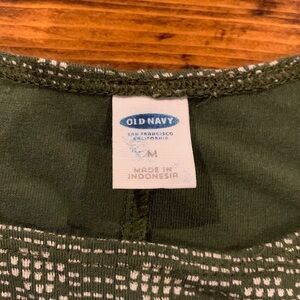 OLD NAVY
SAN FRANCISCO
CALIFORNIA
M
MADE IN
INDONESIA